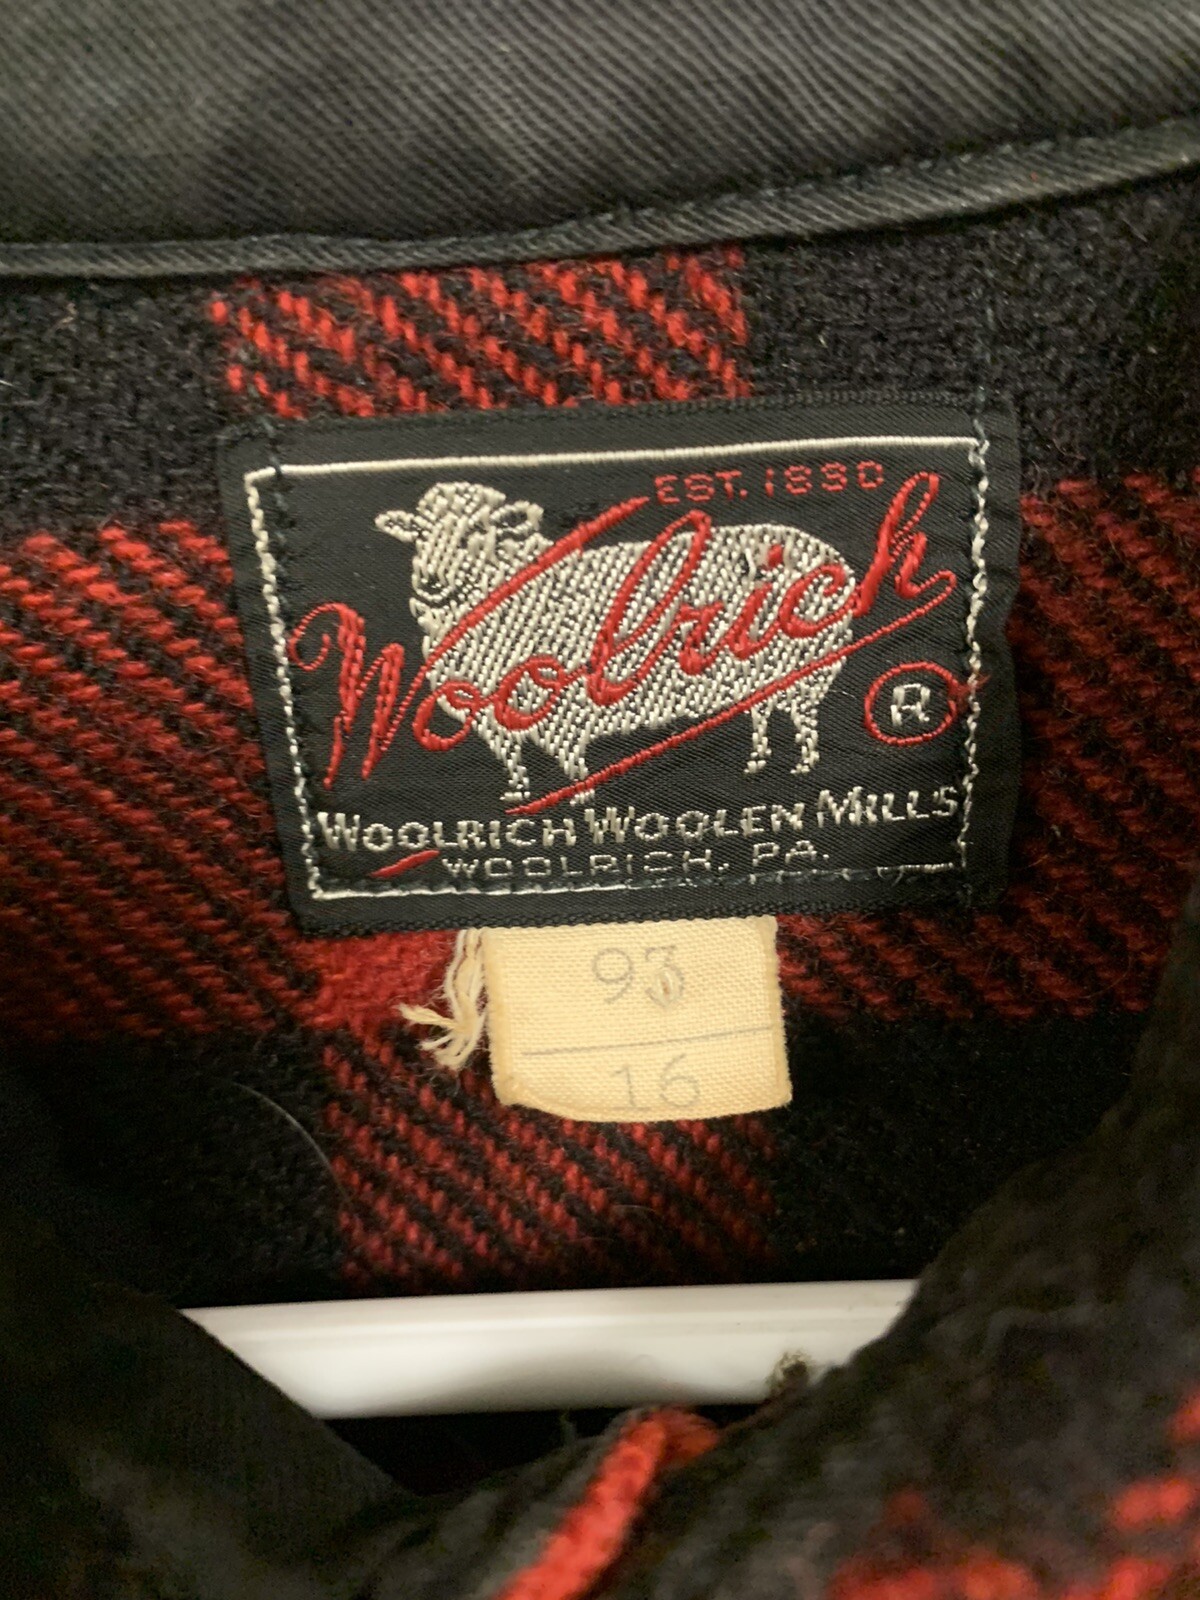 EST. 1830
Woolrich
R
WOOLRICH WOOLEN MILLS
WOOLRICH, PA.
93
16